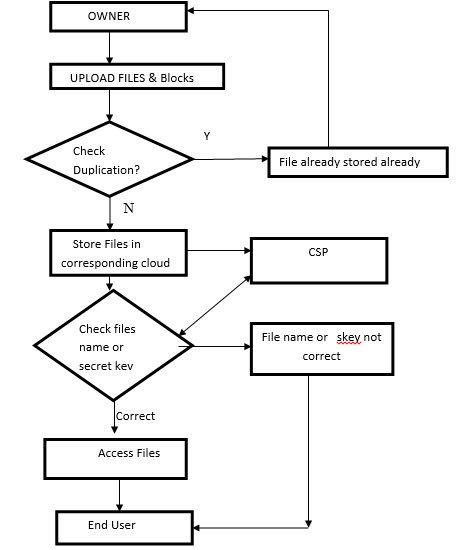 OWNER
UPLOAD FILES & Blocks
Y
Check
Duplication?
File already stored already
N
Store Files in
corresponding cloud
CSP
Check files
name or
secret key
File name or skey not
correct
Correct
Access Files
End User